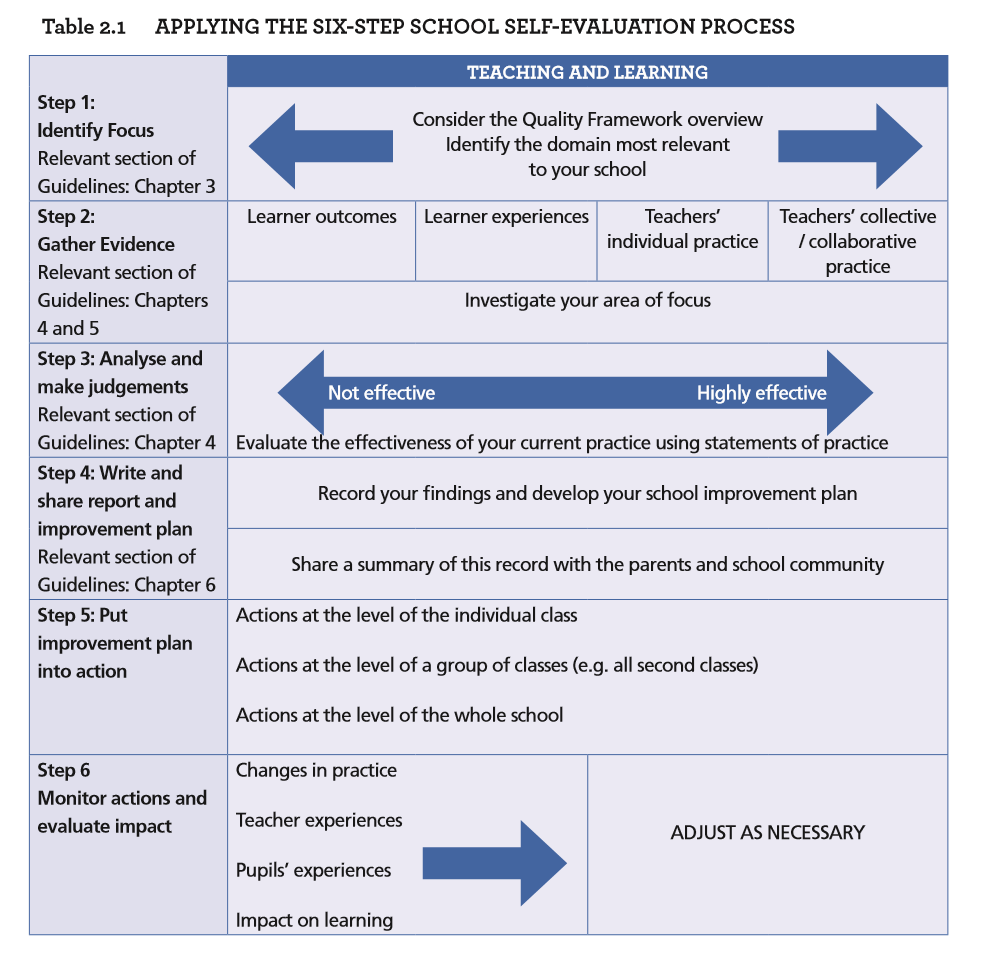 Table 2.1 APPLYING THE SIX-STEP SCHOOL SELF-EVALUATION PROCESS
TEACHING AND LEARNING
Step 1:
Identify Focus
Relevant section of
Guidelines: Chapter 3
Consider the Quality Framework overview
Identify the domain most relevant
to your school
Step 2:
Gather Evidence
Relevant section of
Guidelines: Chapters
4 and 5
Learner outcomes
Learner experiences
Teachers’
individual practice
Teachers’ collective
/ collaborative
practice
Investigate your area of focus
Step 3: Analyse and
make judgements
Relevant section of
Guidelines: Chapter 4
Not effective
Highly effective
Evaluate the effectiveness of your current practice using statements of practice
Step 4: Write and
share report and
improvement plan
Relevant section of
Guidelines: Chapter 6
Record your findings and develop your school improvement plan
Share a summary of this record with the parents and school community
Step 5: Put
improvement plan
into action
Actions at the level of the individual class
Actions at the level of a group of classes (e.g. all second classes)
Actions at the level of the whole school
Step 6
Monitor actions and
evaluate impact
Changes in practice
Teacher experiences
Pupils’ experiences
Impact on learning
ADJUST AS NECESSARY